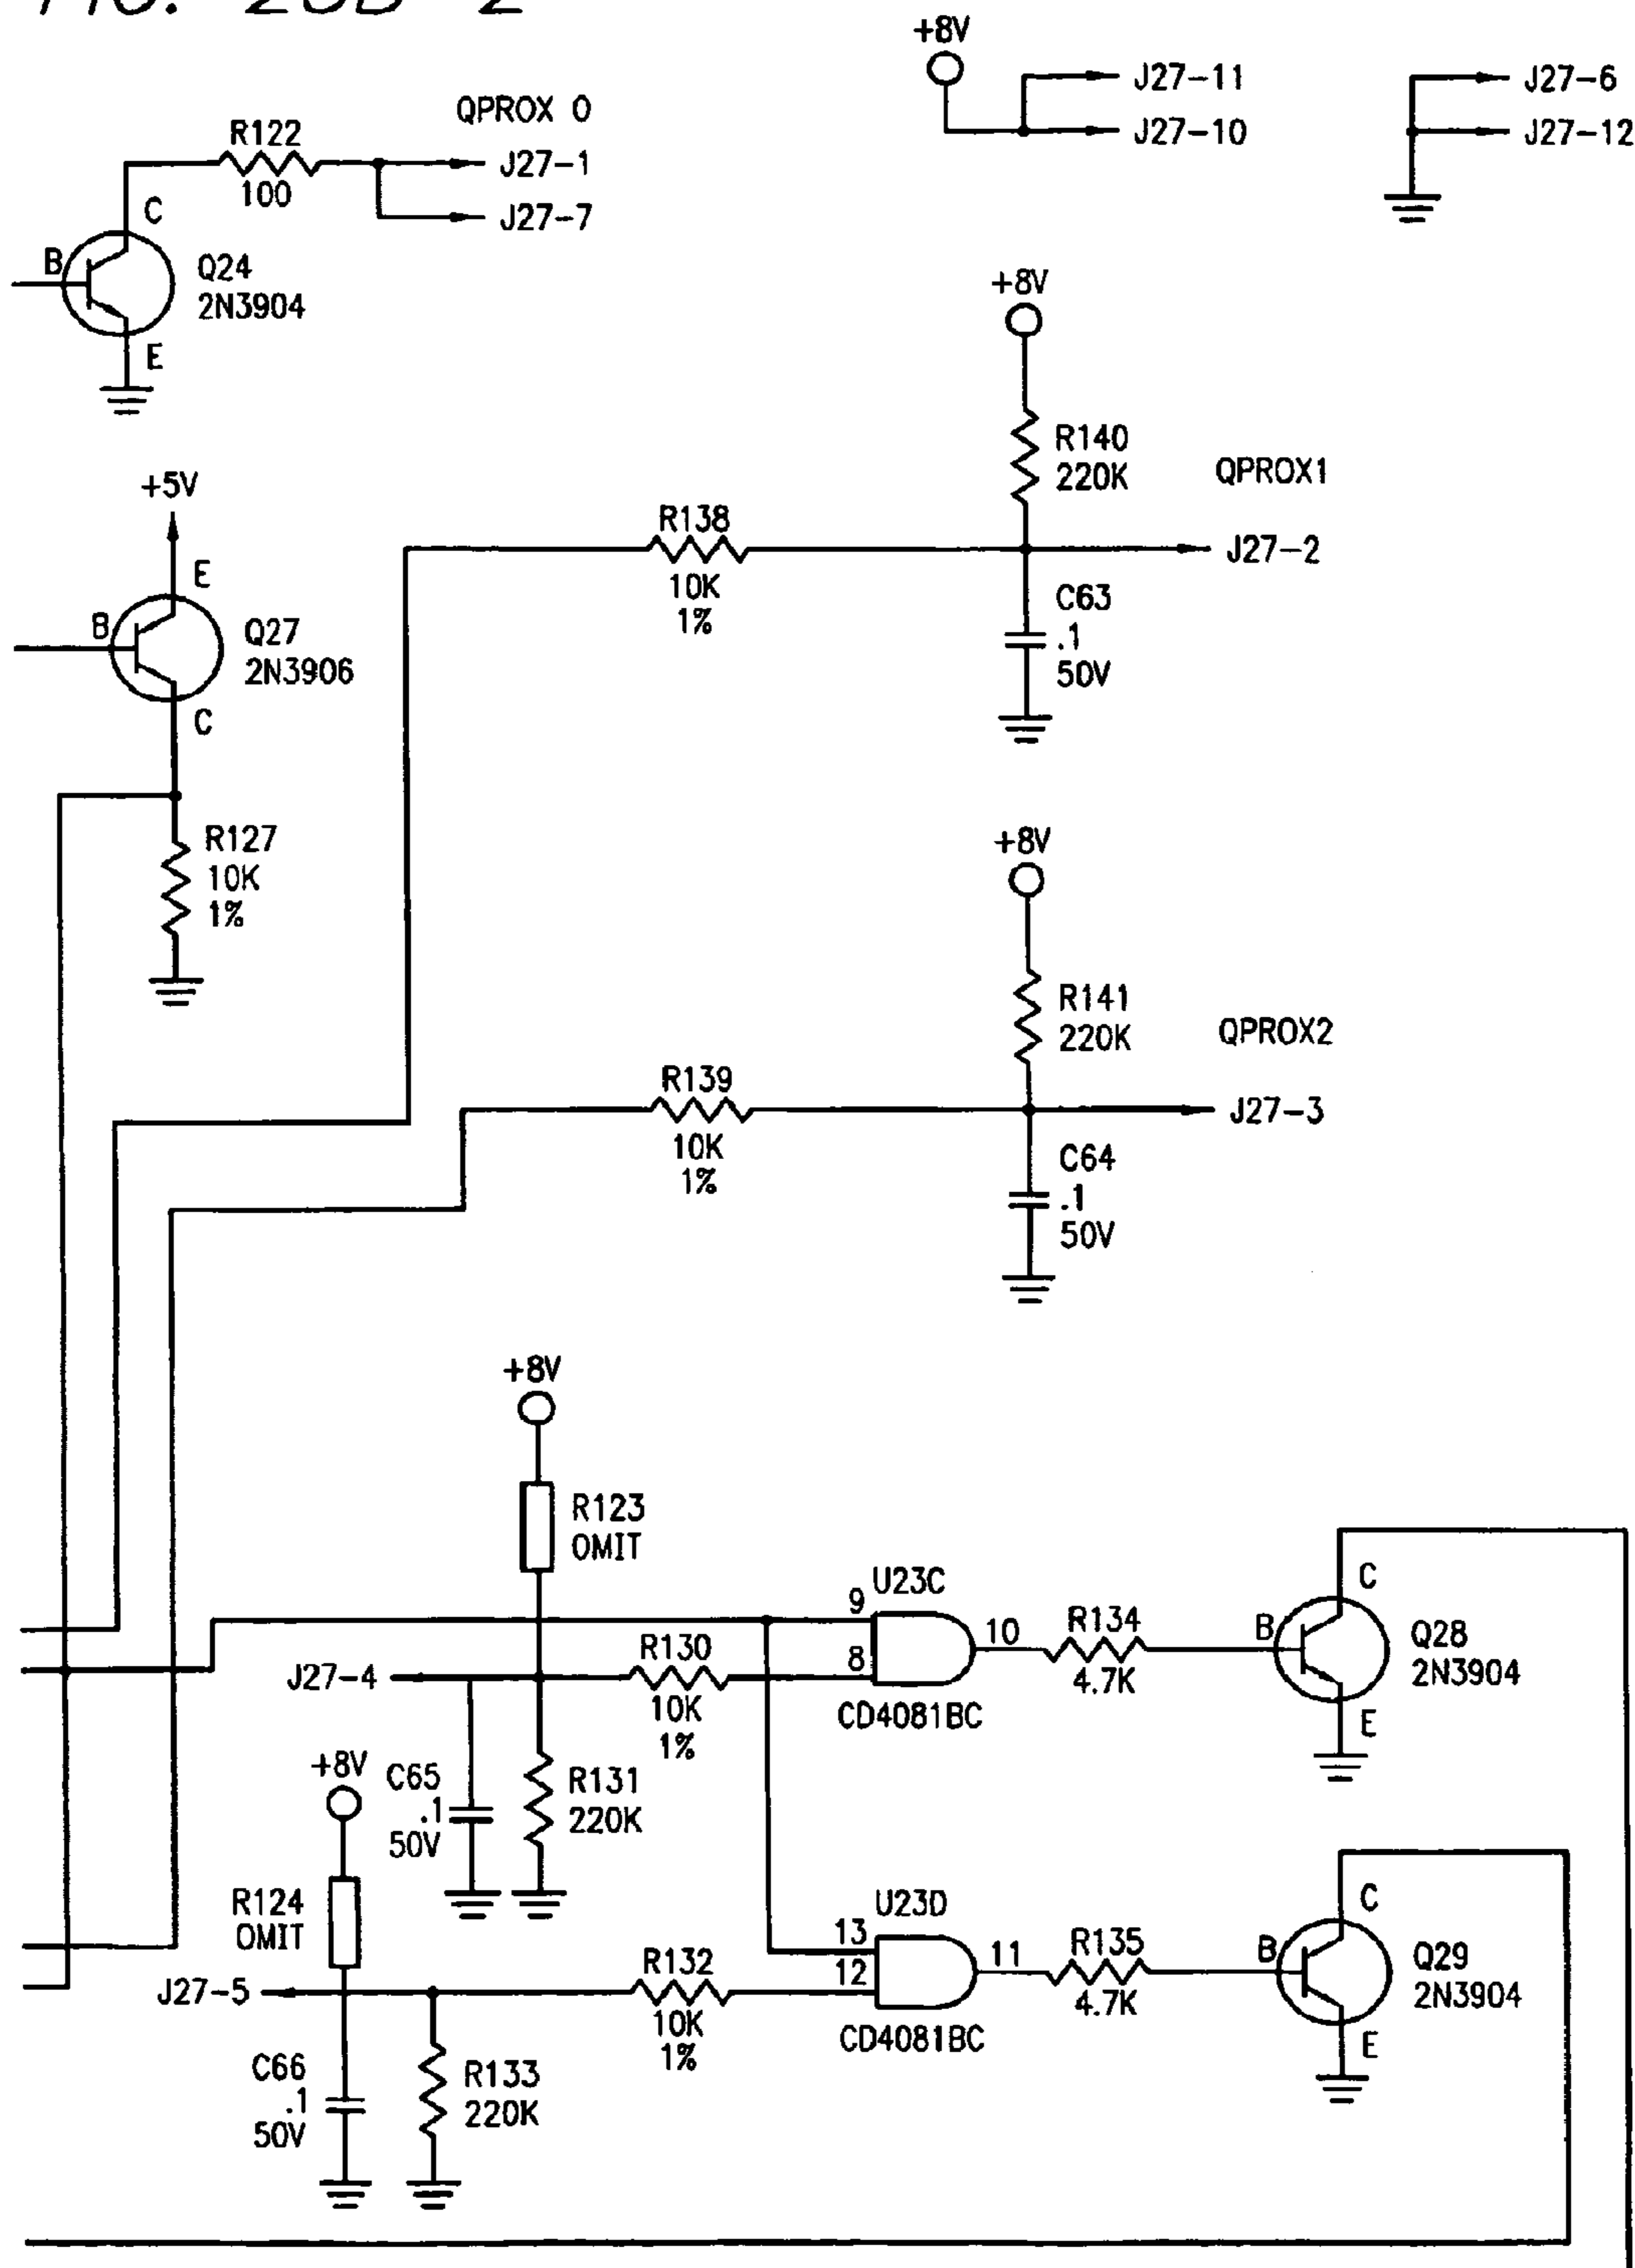 +8V
J27-11
J27-10
J27-6
J27-12
QPROX 0
R122
100
J27-1
J27-7
C
B
Q24
2N3904
E
+8V
R140
220K
QPROX1
+5V
R138
10K
1%
J27-2
E
B
Q27
2N3906
C
C63
.1
50V
R127
10K
1%
+8V
R141
220K
QPROX2
R139
10K
1%
J27-3
C64
.1
50V
+8V
R123
OMIT
U23C
9
8
10
CD4081BC
R134
4.7K
C
B
Q28
2N3904
E
J27-4
R130
10K
1%
+8V
C65
.1
50V
R131
220K
R124
OMIT
U23D
13
12
11
CD4081BC
R135
4.7K
C
B
Q29
2N3904
E
J27-5
R132
10K
1%
C66
.1
50V
R133
220K